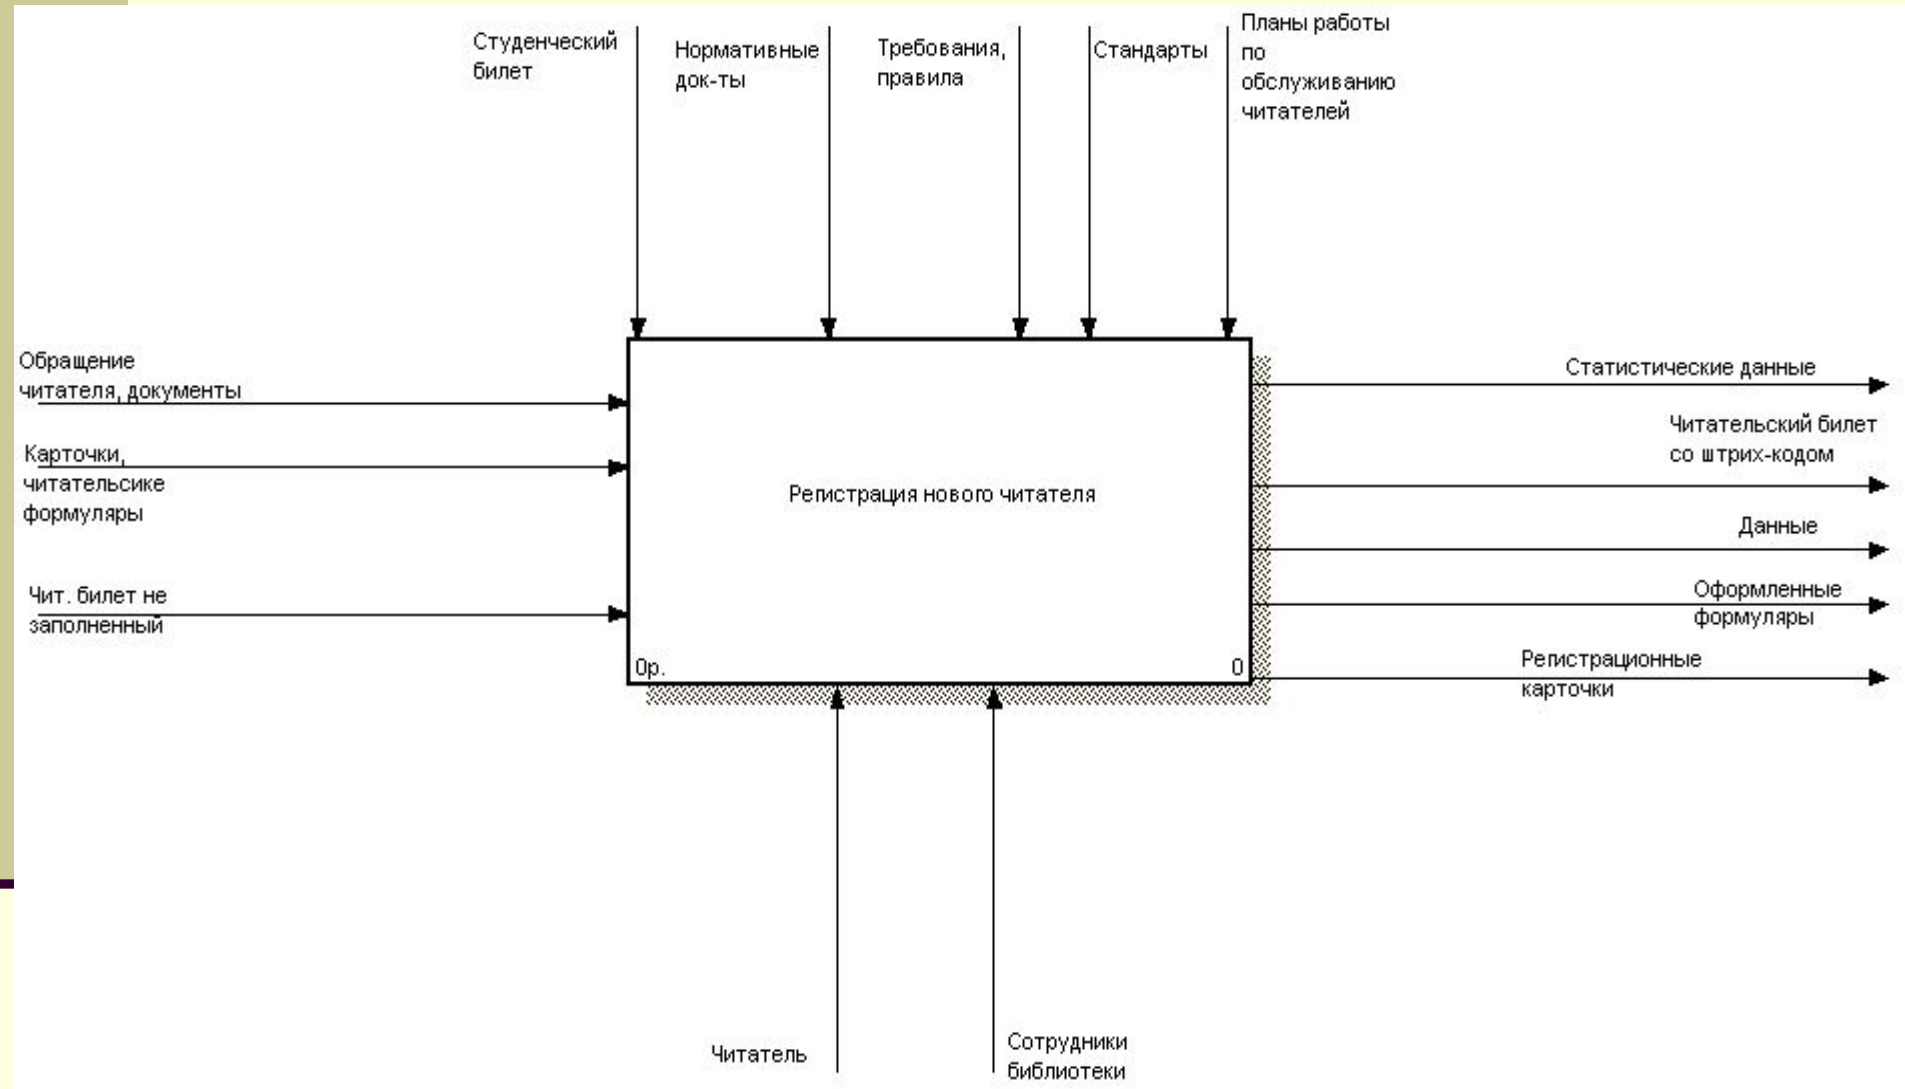 Студенческий
билет
Нормативные
док-ты
Требования,
правила
Стандарты
Планы работы
по
обслуживанию
читателей
Обращение
читателя, документы
Карточки,
читательсике
формуляры
Чит. билет не
заполненный
Регистрация нового читателя
0р.
0
Статистические данные
Читательский билет
со штрих-кодом
Данные
Оформленные
формуляры
Регистрационные
карточки
Читатель
Сотрудники
библиотеки